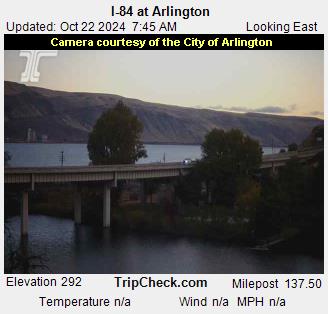 I-84 at Arlington
Updated: Oct 22 2024 7:45 AM Looking East
Camera courtesy of the City of Arlington
Elevation 292 TripCheck.com Milepost 137.50
Temperature n/a Wind n/a MPH n/a